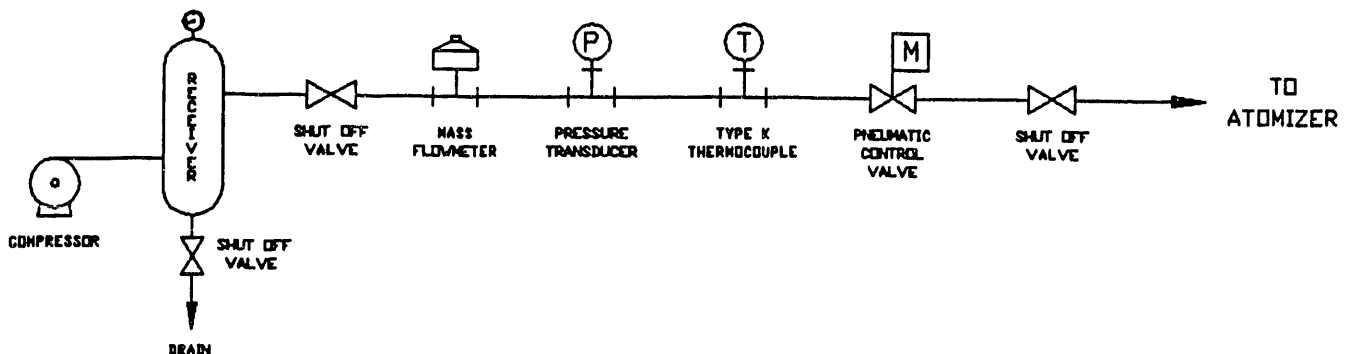 RECEIVER
P
T
M
SHUT OFF
VALVE
MASS
FLOWMETER
PRESSURE
TRANSDUCER
TYPE K
THERMOCOUPLE
PNEUMATIC
CONTROL
VALVE
SHUT OFF
VALVE
TO
ATOMIZER
COMPRESSOR
SHUT OFF
VALVE
DRAIN